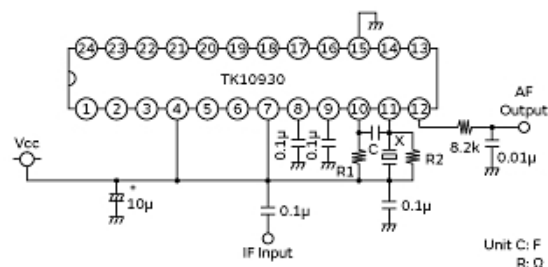 24 23 22 21 20 19 18 17 16 15 14 13
TK10930
1 2 3 4 5 6 7 8 9 10 11 12
AF
Output
Vcc
0.1μ
0.1μ
C
X
R1
R2
8.2k
0.01μ
+
10μ
0.1μ
0.1μ
IF Input
Unit C: F
R: Ω